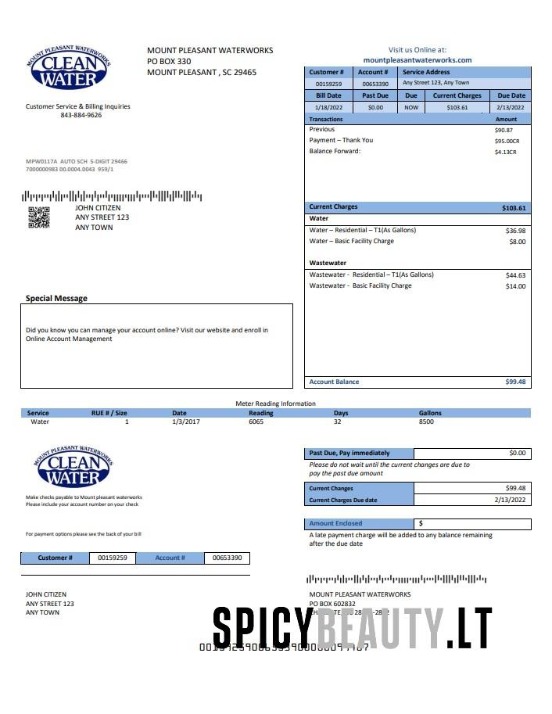 MOUNT PLEASANT WATERWORKS
CLEAN
WATER
MOUNT PLEASANT WATERWORKS
PO BOX 330
MOUNT PLEASANT , SC 29465
Customer Service & Billing Inquiries
843-884-9626
Visit us Online at:
mountpleasantwaterworks.com
Customer # Account # Service Address
00159259 00653390 Any Street 123, Any Town
Bill Date Past Due Due Current Charges Due Date
1/18/2022 $0.00 NOW $103.61 2/13/2022
Transactions Amount
Previous $90.87
Payment – Thank You $95.00CR
Balance Forward: $4.13CR
MPW0117A AUTO SCH 5-DIGIT 29466
7000000983 00.0004.0043 959/1
JOHN CITIZEN
ANY STREET 123
ANY TOWN
Current Charges $103.61
Water
Water – Residential – T1(As Gallons) $36.98
Water – Basic Facility Charge $8.00
Wastewater
Wastewater - Residential – T1(As Gallons) $44.63
Wastewater - Basic Facility Charge $14.00
Account Balance $99.48
Special Message
Did you know you can manage your account online? Visit our website and enroll in
Online Account Management
Meter Reading Information
Service RUE # / Size Date Reading Days Gallons
Water 1 1/3/2017 6065 32 8500
MOUNT PLEASANT WATERWORKS
CLEAN
WATER
Make checks payable to Mount pleasant waterworks
Please include your account number on your check
For payment options please see the back of your bill
Customer # 00159259 Account # 00653390
Past Due, Pay immediately $0.00
Please do not wait until the current changes are due to
pay the past due amount
Current Charges $99.48
Current Charges Due date 2/13/2022
Amount Enclosed $
A late payment charge will be added to any balance remaining
after the due date
JOHN CITIZEN
ANY STREET 123
ANY TOWN
MOUNT PLEASANT WATERWORKS
PO BOX 602832
SPICYBEAUTY.LT